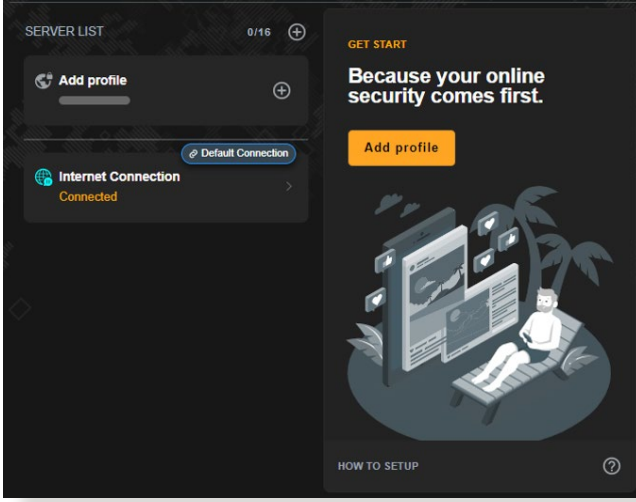 SERVER LIST
0/16
Add profile
Default Connection
Internet Connection
Connected
GET START
Because your online
security comes first.
Add profile
HOW TO SETUP
?